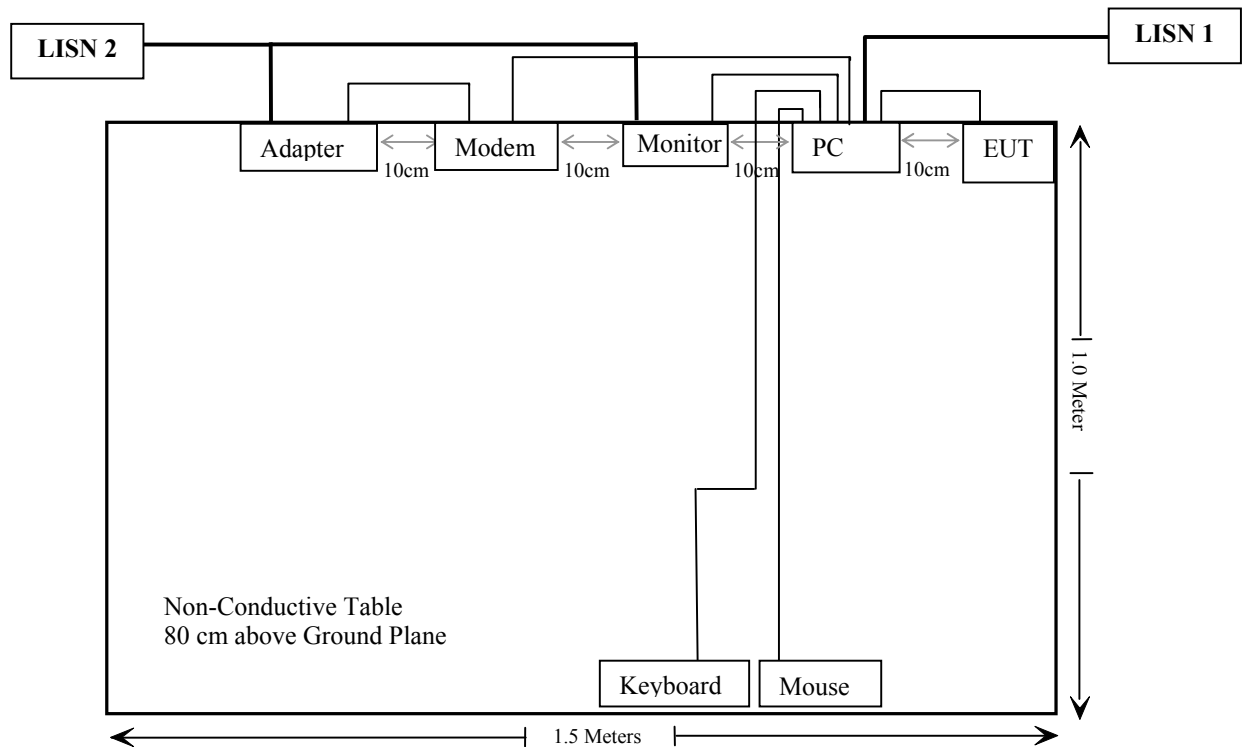 LISN 2
LISN 1
Adapter
Modem
Monitor
PC
EUT
10cm
10cm
10cm
10cm
1.0 Meter
Non-Conductive Table
80 cm above Ground Plane
Keyboard
Mouse
1.5 Meters